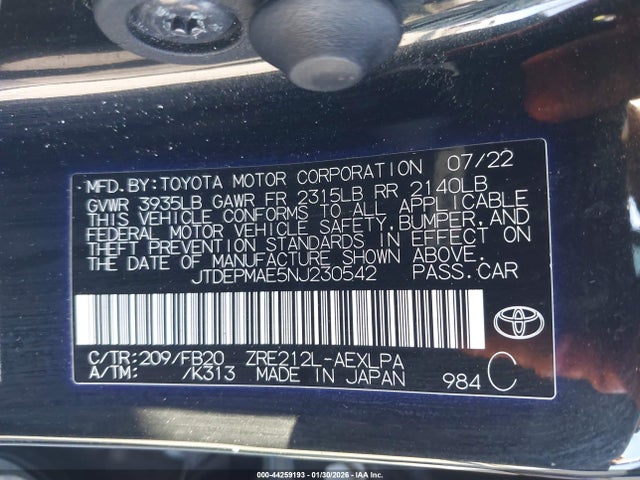 MFD.BY:TOYOTA MOTOR CORPORATION 07/22
GVWR 3935LB GAWR FR 2315LB RR 2140LB
THIS VEHICLE CONFORMS TO ALL APPLICABLE
FEDERAL MOTOR VEHICLE SAFETY,BUMPER,AND
THEFT PREVENTION STANDARDS IN EFFECT ON
THE DATE OF MANUFACTURE SHOWN ABOVE.
JTDEPMAE5NJ230542 PASS.CAR
C/TR:209/FB20 ZRE212L-AEXLPA
A/TM: /K313 MADE IN JAPAN 984 C
000-44259193 - 01/30/2026 - IAA Inc.